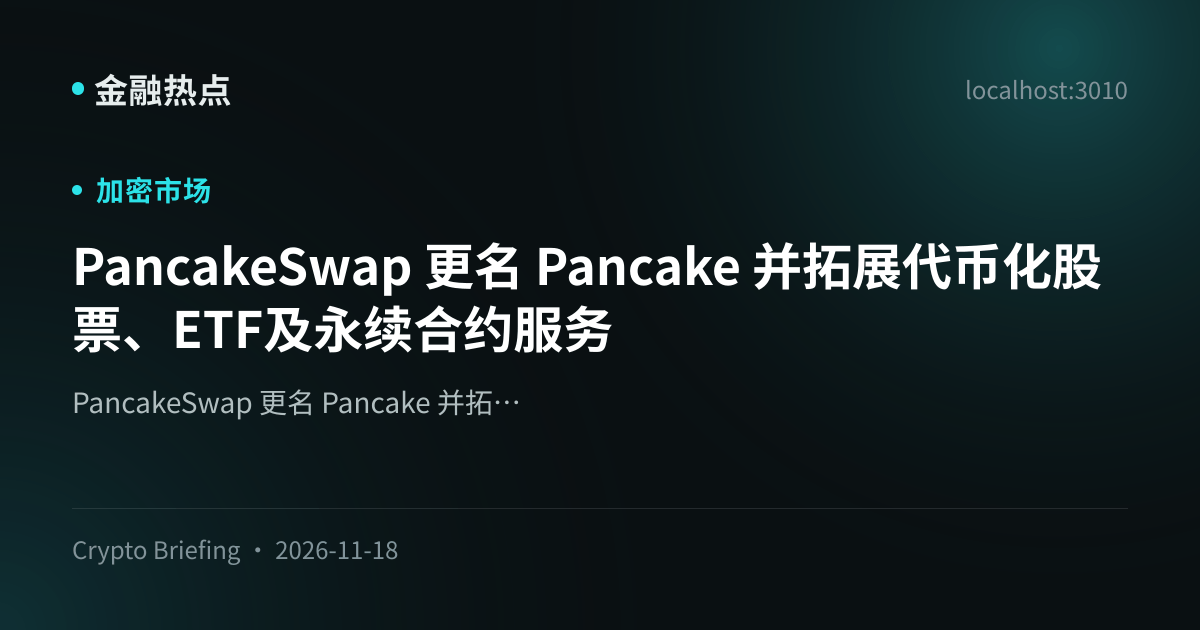 金融热点
localhost:3010
加密市场
PancakeSwap 更名 Pancake 并拓展代币化股
票、ETF及永续合约服务
PancakeSwap 更名 Pancake 并拓…
Crypto Briefing • 2026-11-18